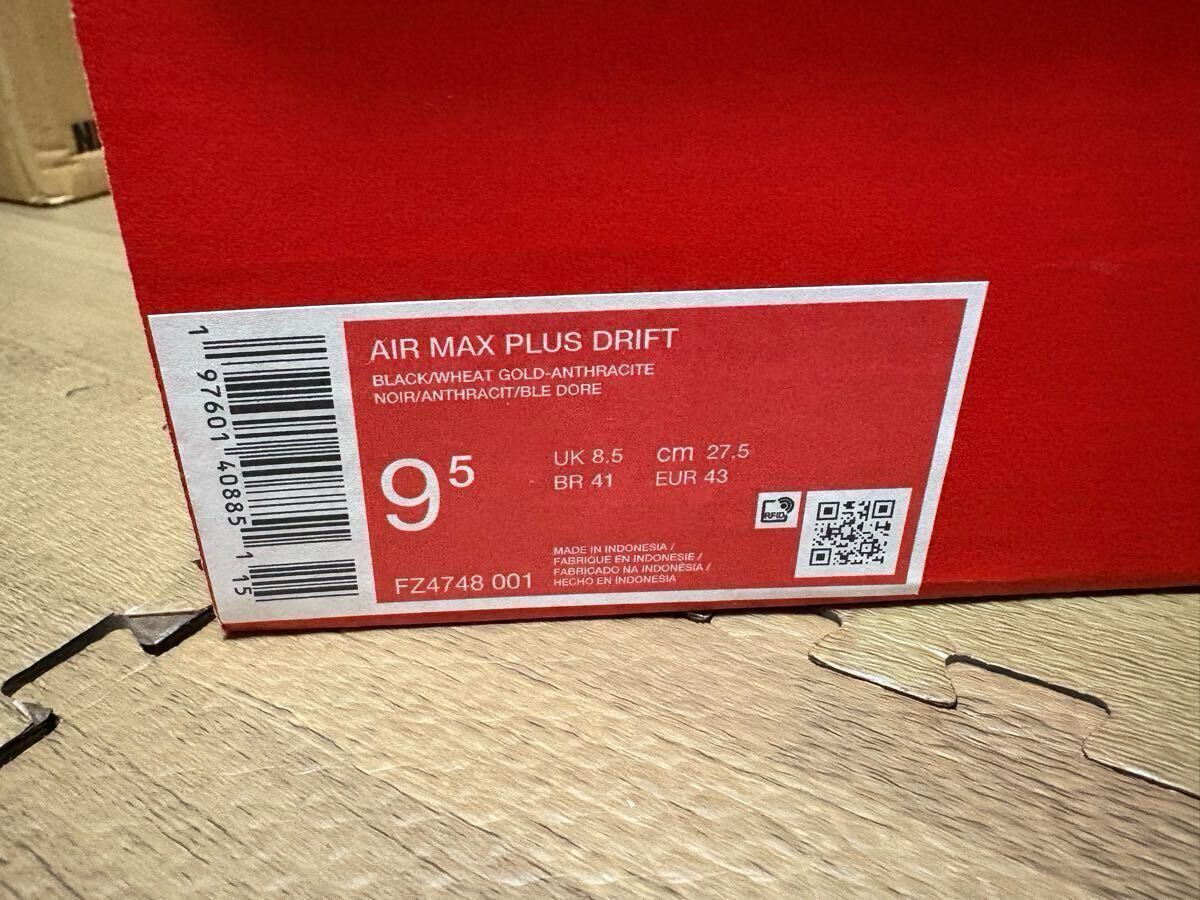 AIR MAX PLUS DRIFT
BLACK/WHEAT GOLD-ANTHRACITE
NOIR/ANTHRACIT/BLE DORE
9⁵
UK 8.5 cm 27.5
BR 41 EUR 43
RFID
MADE IN INDONESIA /
FABRIQUE EN INDONESIE /
FABRICADO NA INDONÉSIA /
HECHO EN INDONESIA
FZ4748 001
1 97601 40885 1 15